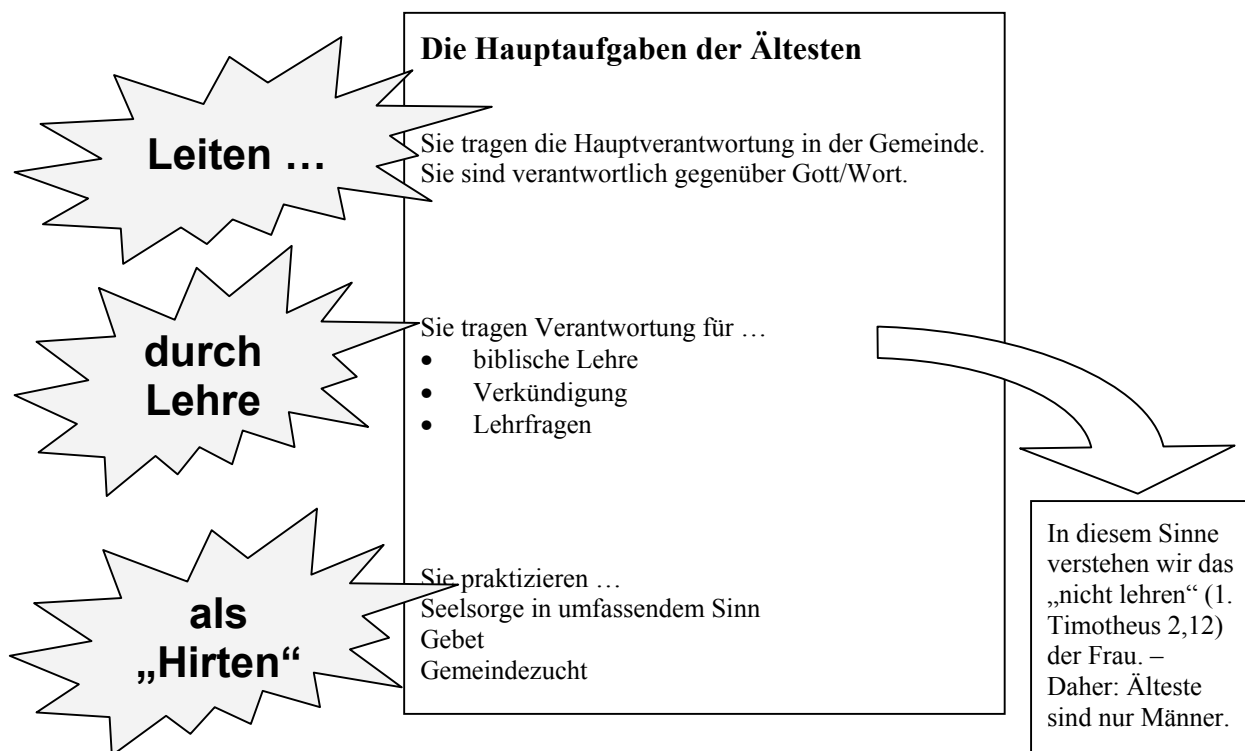 Die Hauptaufgaben der Ältesten
Leiten …
Sie tragen die Hauptverantwortung in der Gemeinde.
Sie sind verantwortlich gegenüber Gott/Wort.
durch
Lehre
Sie tragen Verantwortung für …
• biblische Lehre
• Verkündigung
• Lehrfragen
als
„Hirten“
Sie praktizieren …
Seelsorge in umfassendem Sinn
Gebet
Gemeindezucht
In diesem Sinne
verstehen wir das
„nicht lehren“ (1.
Timotheus 2,12)
der Frau. –
Daher: Älteste
sind nur Männer.